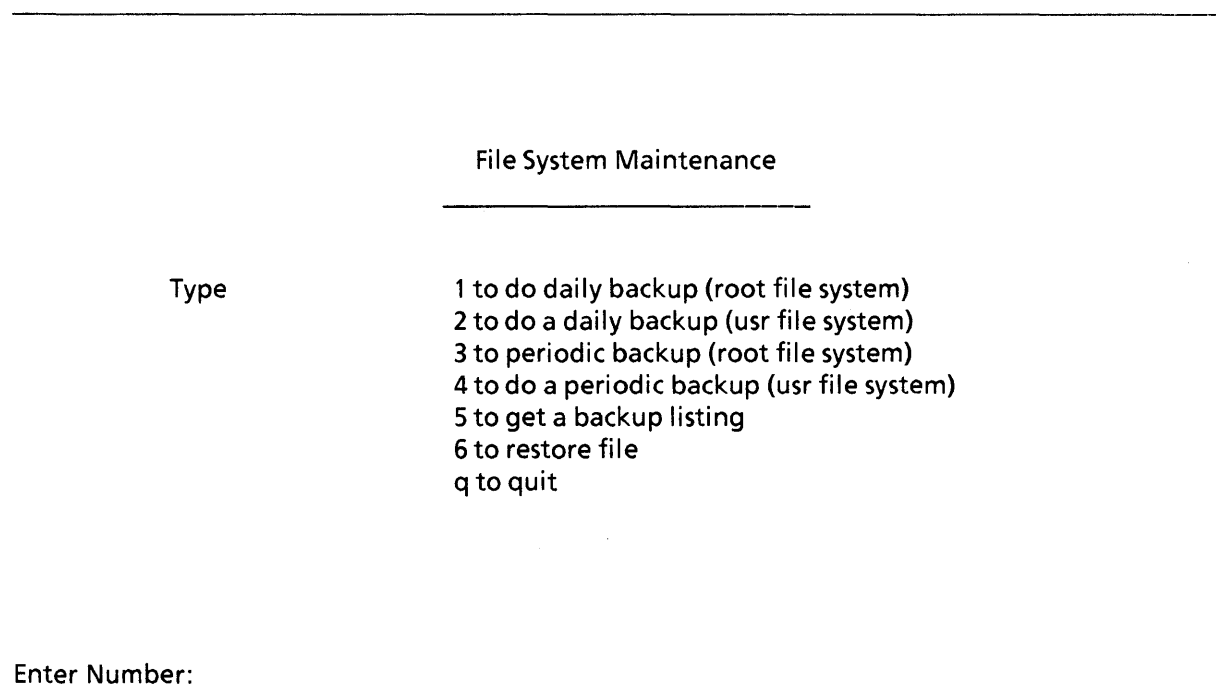 File System Maintenance
Type 1 to do daily backup (root file system)
2 to do a daily backup (usr file system)
3 to periodic backup (root file system)
4 to do a periodic backup (usr file system)
5 to get a backup listing
6 to restore file
q to quit
Enter Number: